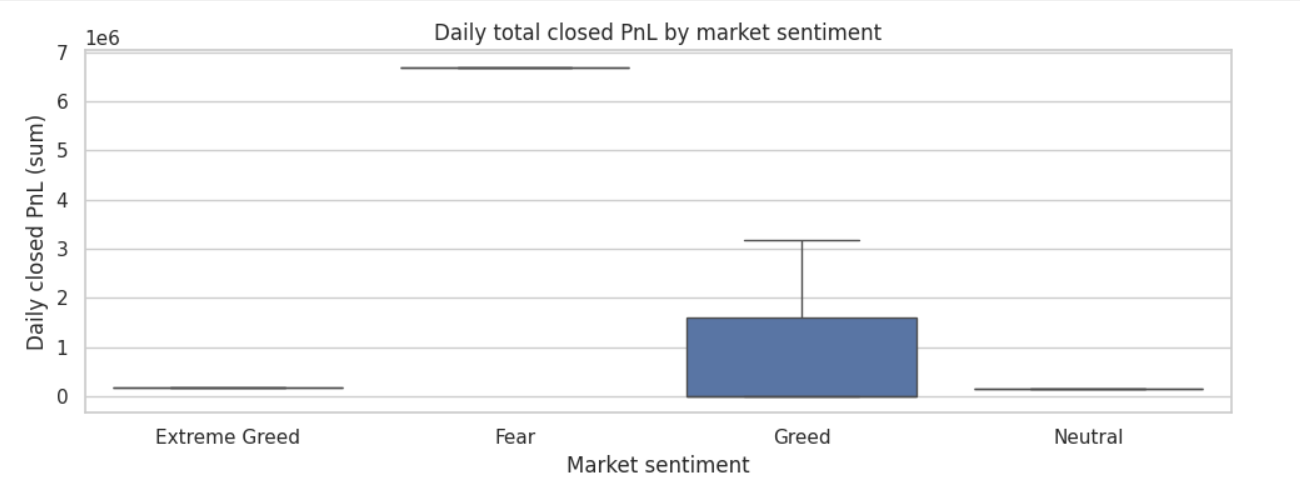 Daily total closed PnL by market sentiment
1e6
7
6
5
4
3
2
1
0
Daily closed PnL (sum)
Extreme Greed Fear Greed Neutral
Market sentiment